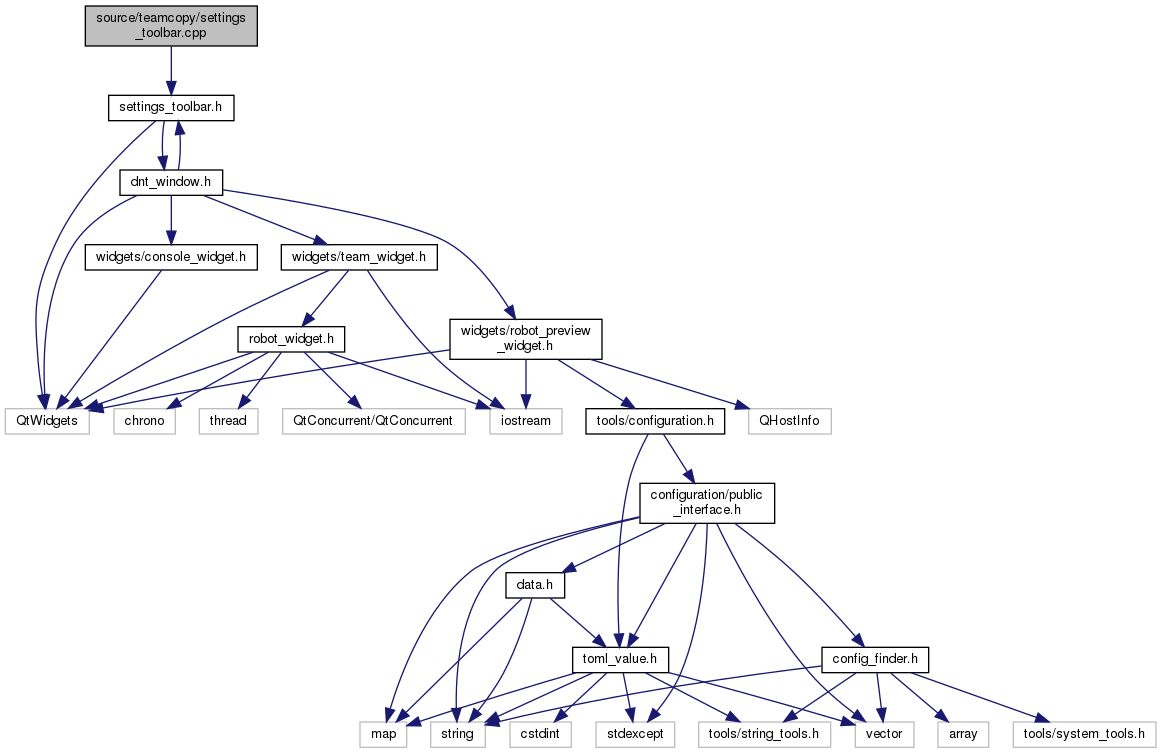 source/teamcopy/settings
_toolbar.cpp
settings_toolbar.h
dnt_window.h
widgets/console_widget.h
widgets/team_widget.h
robot_widget.h
widgets/robot_preview
_widget.h
QtWidgets
chrono
thread
QtConcurrent/QtConcurrent
iostream
tools/configuration.h
QHostInfo
configuration/public
_interface.h
data.h
toml_value.h
config_finder.h
map
string
cstdint
stdexcept
tools/string_tools.h
vector
array
tools/system_tools.h